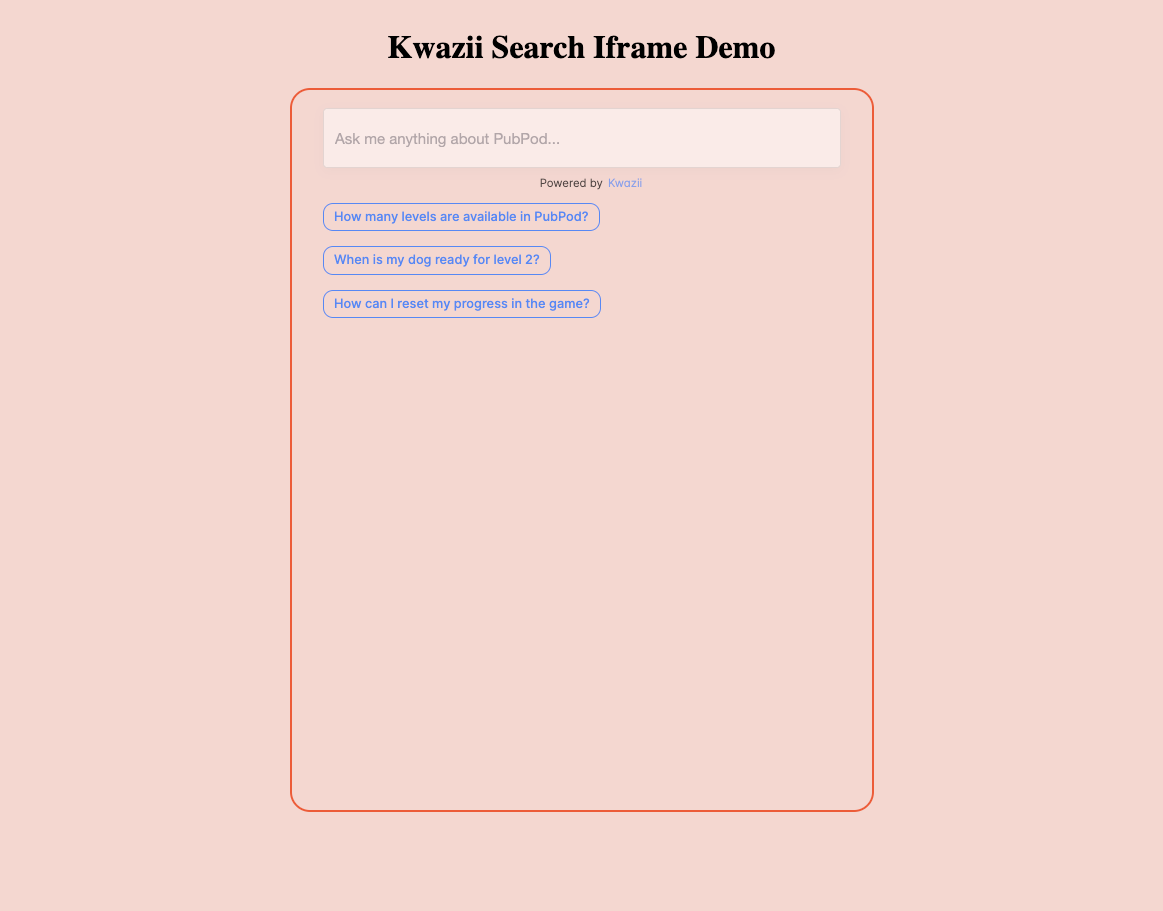 Kwazii Search Iframe Demo
Ask me anything about PubPod...
Powered by Kwazii
How many levels are available in PubPod?
When is my dog ready for level 2?
How can I reset my progress in the game?